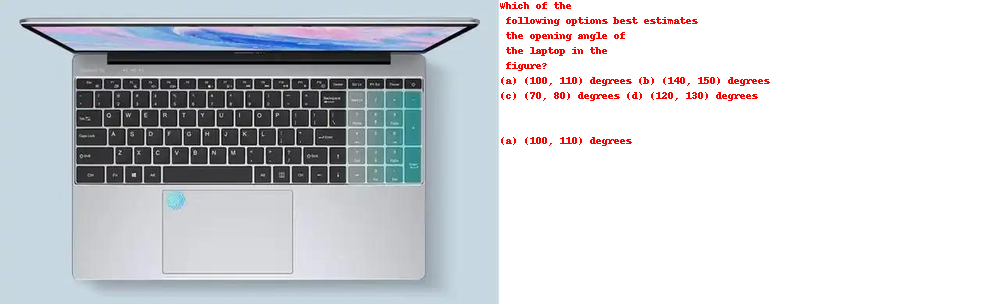 Which of the
following options best estimates
the opening angle of
the laptop in the
figure?
(a) (100, 110) degrees (b) (140, 150) degrees
(c) (70, 80) degrees (d) (120, 130) degrees
(a) (100, 110) degrees
Q W E R T Y U I O P
A S D F G H J K L
Z X C V B N M